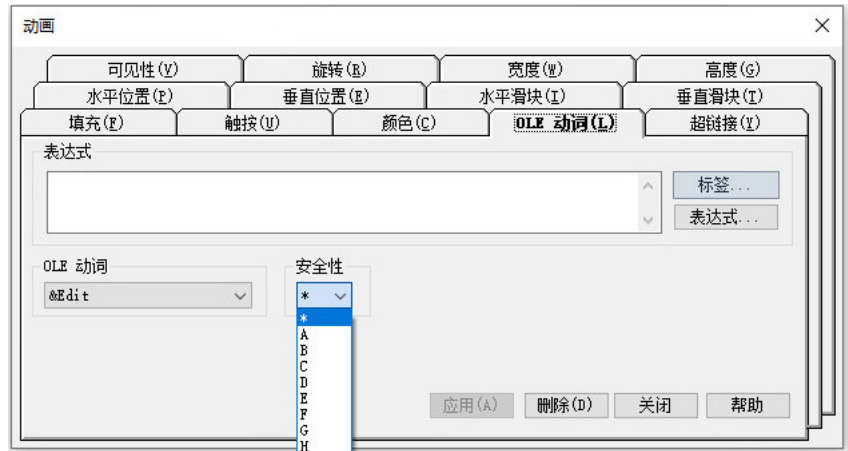 动画
可见性(V) 旋转(R) 宽度(W) 高度(G)
水平位置(P) 垂直位置(E) 水平滑块(I) 垂直滑块(T)
填充(F) 触按(U) 颜色(C) OLE 动词(L) 超链接(Y)
表达式
标签...
表达式...
OLE 动词 安全性
&Edit *
*
A
B
C
D
E
F
G
H
应用(A) 删除(D) 关闭 帮助